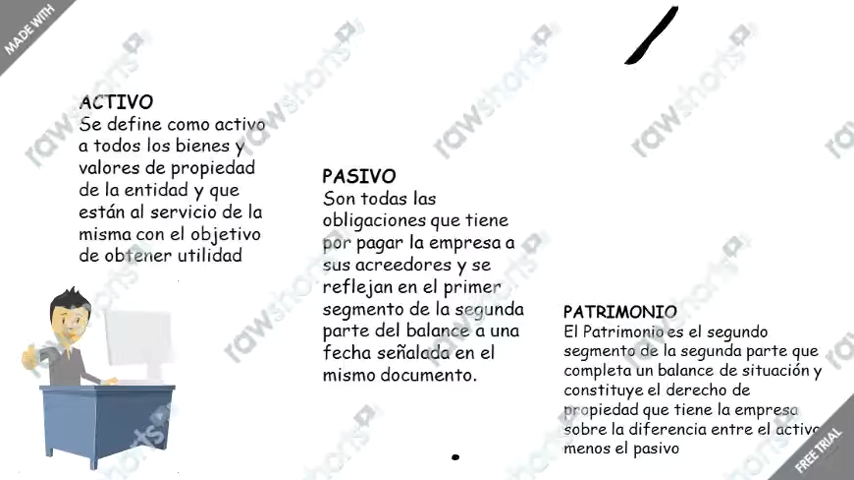 MADE WITH
ACTIVO
Se define como activo
a todos los bienes y
valores de propiedad
de la entidad y que
están al servicio de la
misma con el objetivo
de obtener utilidad
PASIVO
Son todas las
obligaciones que tiene
por pagar la empresa a
sus acreedores y se
reflejan en el primer
segmento de la segunda
parte del balance a una
fecha señalada en el
mismo documento.
PATRIMONIO
El Patrimonio es el segundo
segmento de la segunda parte que
completa un balance de situación y
constituye el derecho de
propiedad que tiene la empresa
sobre la diferencia entre el activo
menos el pasivo
FREE TRIAL
rawshorts